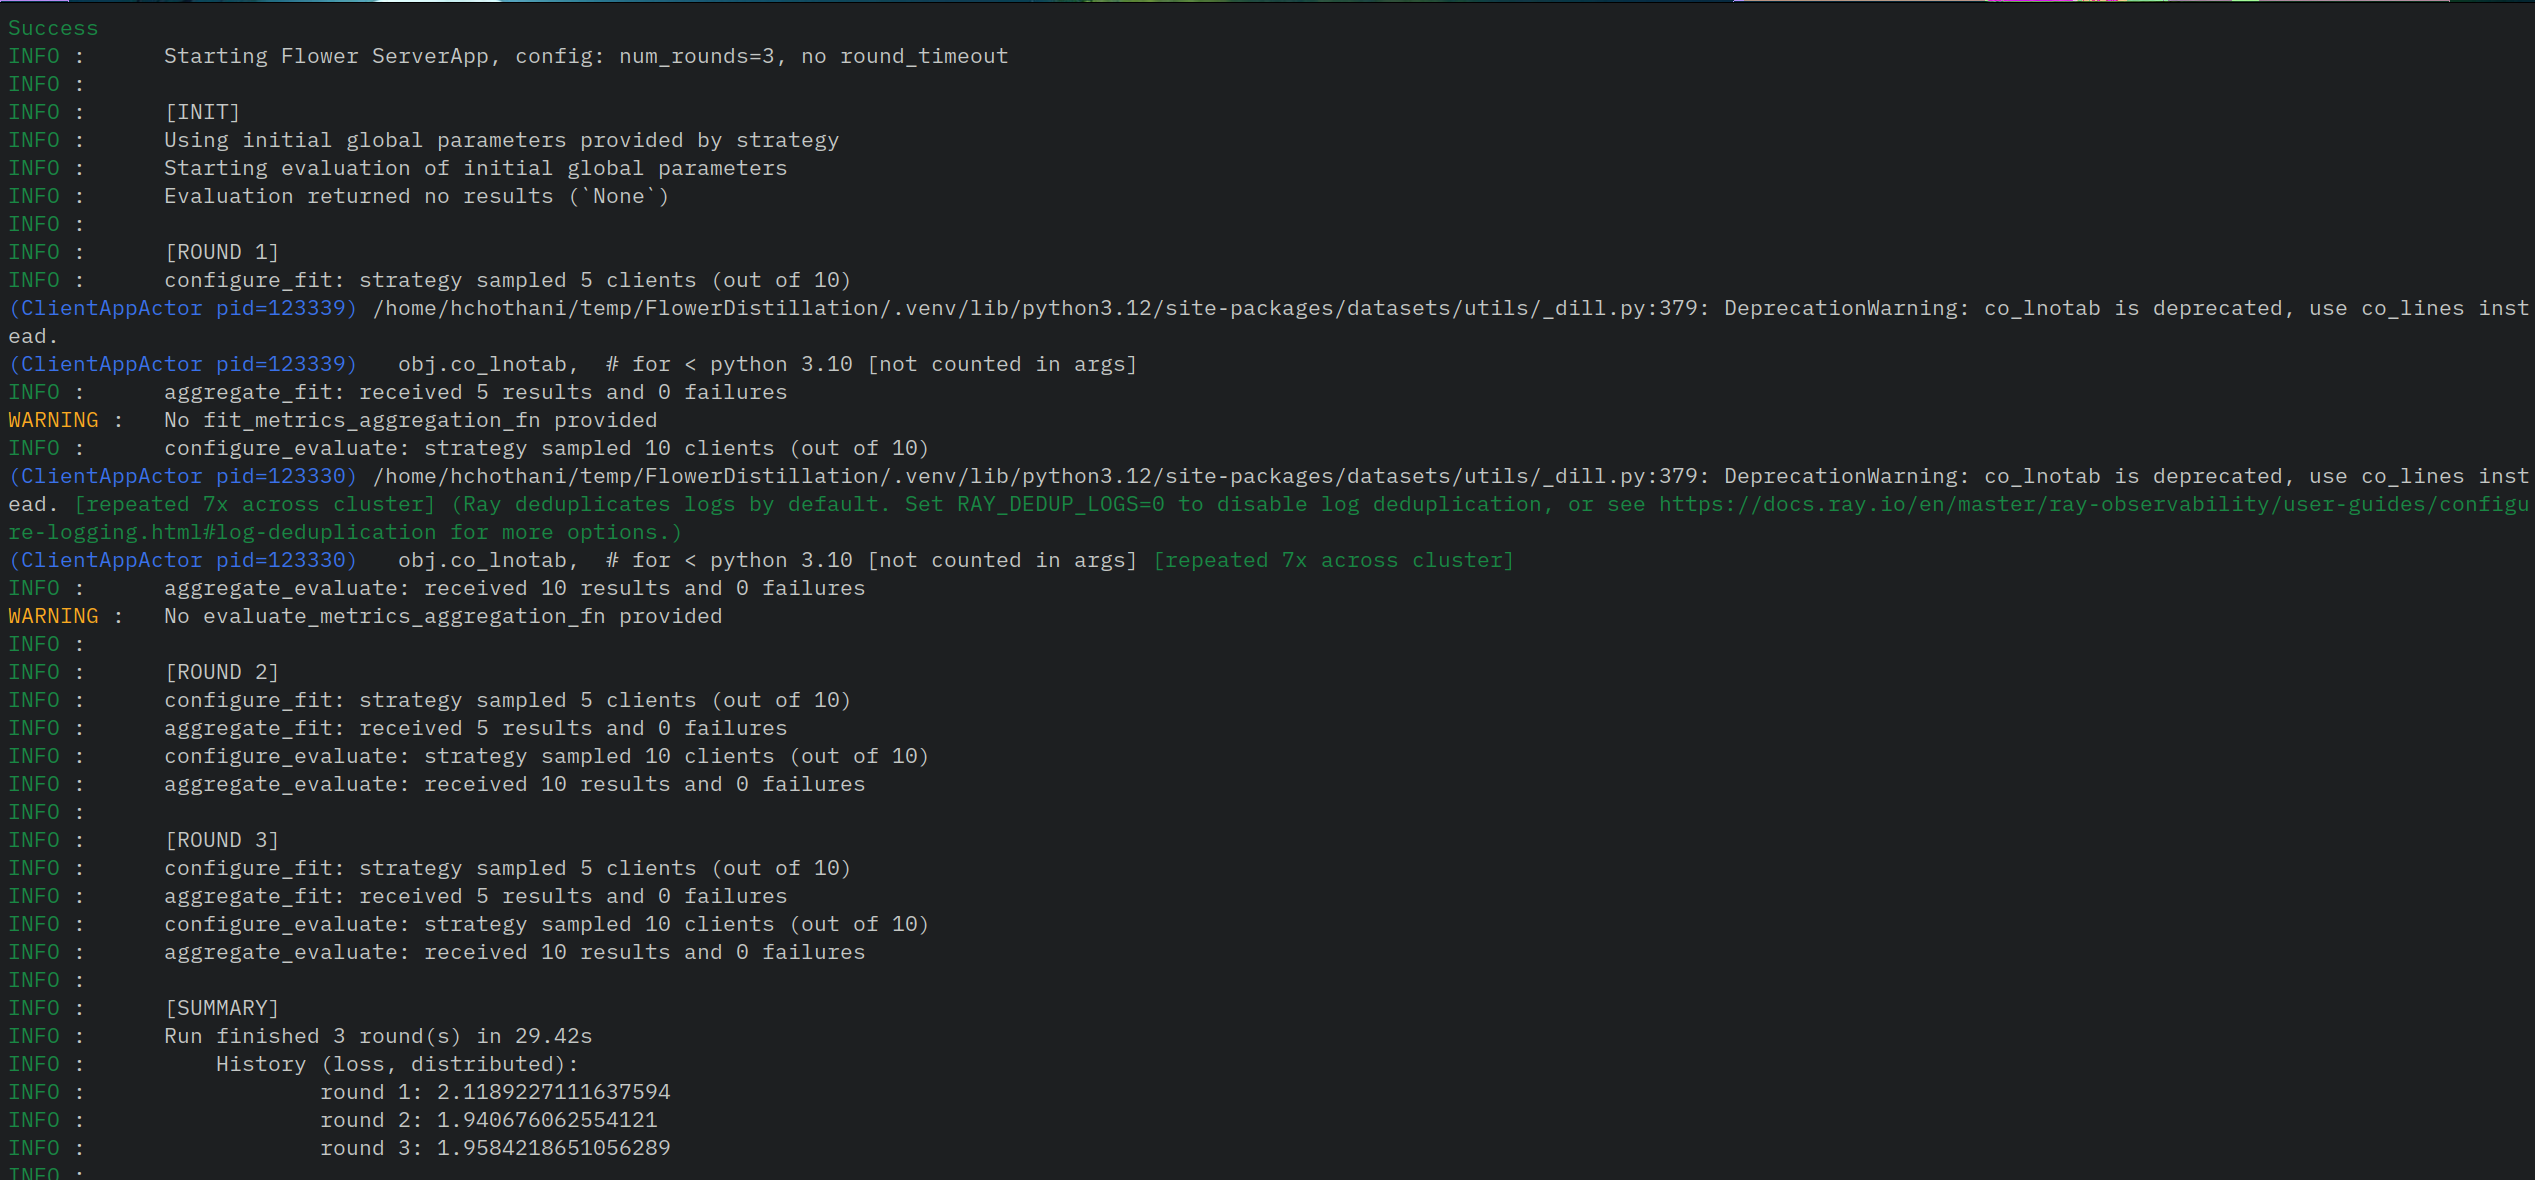 Success
INFO :      Starting Flower ServerApp, config: num_rounds=3, no round_timeout
INFO :
INFO :      [INIT]
INFO :      Using initial global parameters provided by strategy
INFO :      Starting evaluation of initial global parameters
INFO :      Evaluation returned no results (`None`)
INFO :
INFO :      [ROUND 1]
INFO :      configure_fit: strategy sampled 5 clients (out of 10)
(ClientAppActor pid=123339) /home/hchothani/temp/FlowerDistillation/.venv/lib/python3.12/site-packages/datasets/utils/_dill.py:379: DeprecationWarning: co_lnotab is deprecated, use co_lines inst
ead.
(ClientAppActor pid=123339)   obj.co_lnotab,  # for < python 3.10 [not counted in args]
INFO :      aggregate_fit: received 5 results and 0 failures
WARNING :   No fit_metrics_aggregation_fn provided
INFO :      configure_evaluate: strategy sampled 10 clients (out of 10)
(ClientAppActor pid=123330) /home/hchothani/temp/FlowerDistillation/.venv/lib/python3.12/site-packages/datasets/utils/_dill.py:379: DeprecationWarning: co_lnotab is deprecated, use co_lines inst
ead. [repeated 7x across cluster] (Ray deduplicates logs by default. Set RAY_DEDUP_LOGS=0 to disable log deduplication, or see https://docs.ray.io/en/master/ray-observability/user-guides/configu
re-logging.html#log-deduplication for more options.)
(ClientAppActor pid=123330)   obj.co_lnotab,  # for < python 3.10 [not counted in args] [repeated 7x across cluster]
INFO :      aggregate_evaluate: received 10 results and 0 failures
WARNING :   No evaluate_metrics_aggregation_fn provided
INFO :
INFO :      [ROUND 2]
INFO :      configure_fit: strategy sampled 5 clients (out of 10)
INFO :      aggregate_fit: received 5 results and 0 failures
INFO :      configure_evaluate: strategy sampled 10 clients (out of 10)
INFO :      aggregate_evaluate: received 10 results and 0 failures
INFO :
INFO :      [ROUND 3]
INFO :      configure_fit: strategy sampled 5 clients (out of 10)
INFO :      aggregate_fit: received 5 results and 0 failures
INFO :      configure_evaluate: strategy sampled 10 clients (out of 10)
INFO :      aggregate_evaluate: received 10 results and 0 failures
INFO :
INFO :      [SUMMARY]
INFO :      Run finished 3 round(s) in 29.42s
INFO :          History (loss, distributed):
INFO :                  round 1: 2.1189227111637594
INFO :                  round 2: 1.940676062554121
INFO :                  round 3: 1.9584218651056289
INFO :